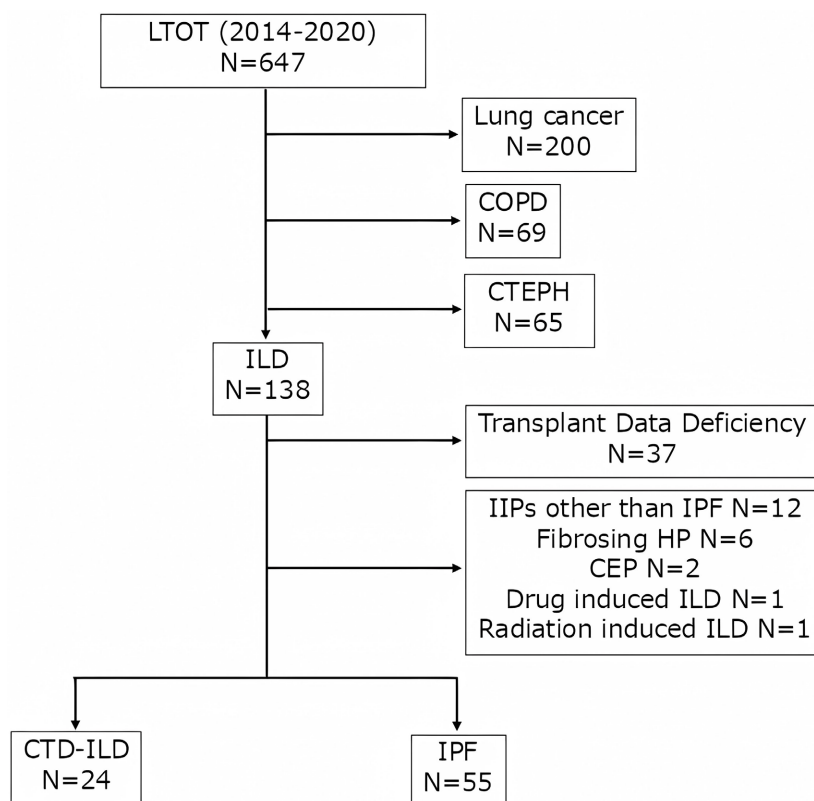 LTOT (2014-2020)
N=647
Lung cancer
N=200
COPD
N=69
CTEPH
N=65
ILD
N=138
Transplant Data Deficiency
N=37
IIPs other than IPF N=12
Fibrosing HP N=6
CEP N=2
Drug induced ILD N=1
Radiation induced ILD N=1
CTD-ILD
N=24
IPF
N=55